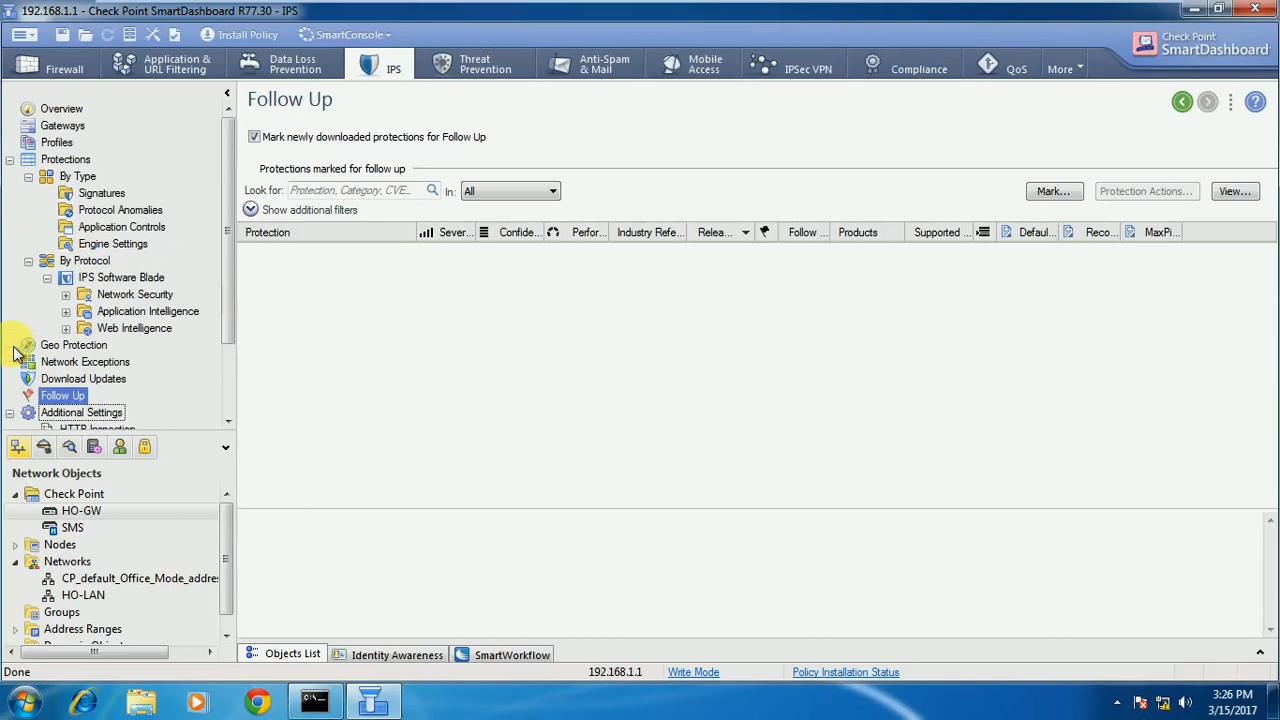 192.168.1.1 - Check Point SmartDashboard R77.30 - IPS
Install Policy
SmartConsole
Check Point
SmartDashboard
Firewall
Application &
URL Filtering
Data Loss
Prevention
IPS
Threat
Prevention
Anti-Spam
& Mail
Mobile
Access
IPSec VPN
Compliance
QoS
More
Overview
Gateways
Profiles
Protections
By Type
Signatures
Protocol Anomalies
Application Controls
Engine Settings
By Protocol
IPS Software Blade
Network Security
Application Intelligence
Web Intelligence
Geo Protection
Network Exceptions
Download Updates
Follow Up
Additional Settings
HTTP Inspection
Follow Up
Mark newly downloaded protections for Follow Up
Protections marked for follow up
Look for: Protection, Category, CVE... In: All
Mark... Protection Actions... View...
Show additional filters
Protection Sever... Confide... Perfor... Industry Refe... Relea... Follow ... Products Supported ... Defaul... Reco... MaxPi...
Network Objects
Check Point
HO-GW
SMS
Nodes
Networks
CP_default_Office_Mode_addre
HO-LAN
Groups
Address Ranges
Objects List
Identity Awareness
SmartWorkflow
Done
192.168.1.1
Write Mode
Policy Installation Status
3:26 PM
3/15/2017